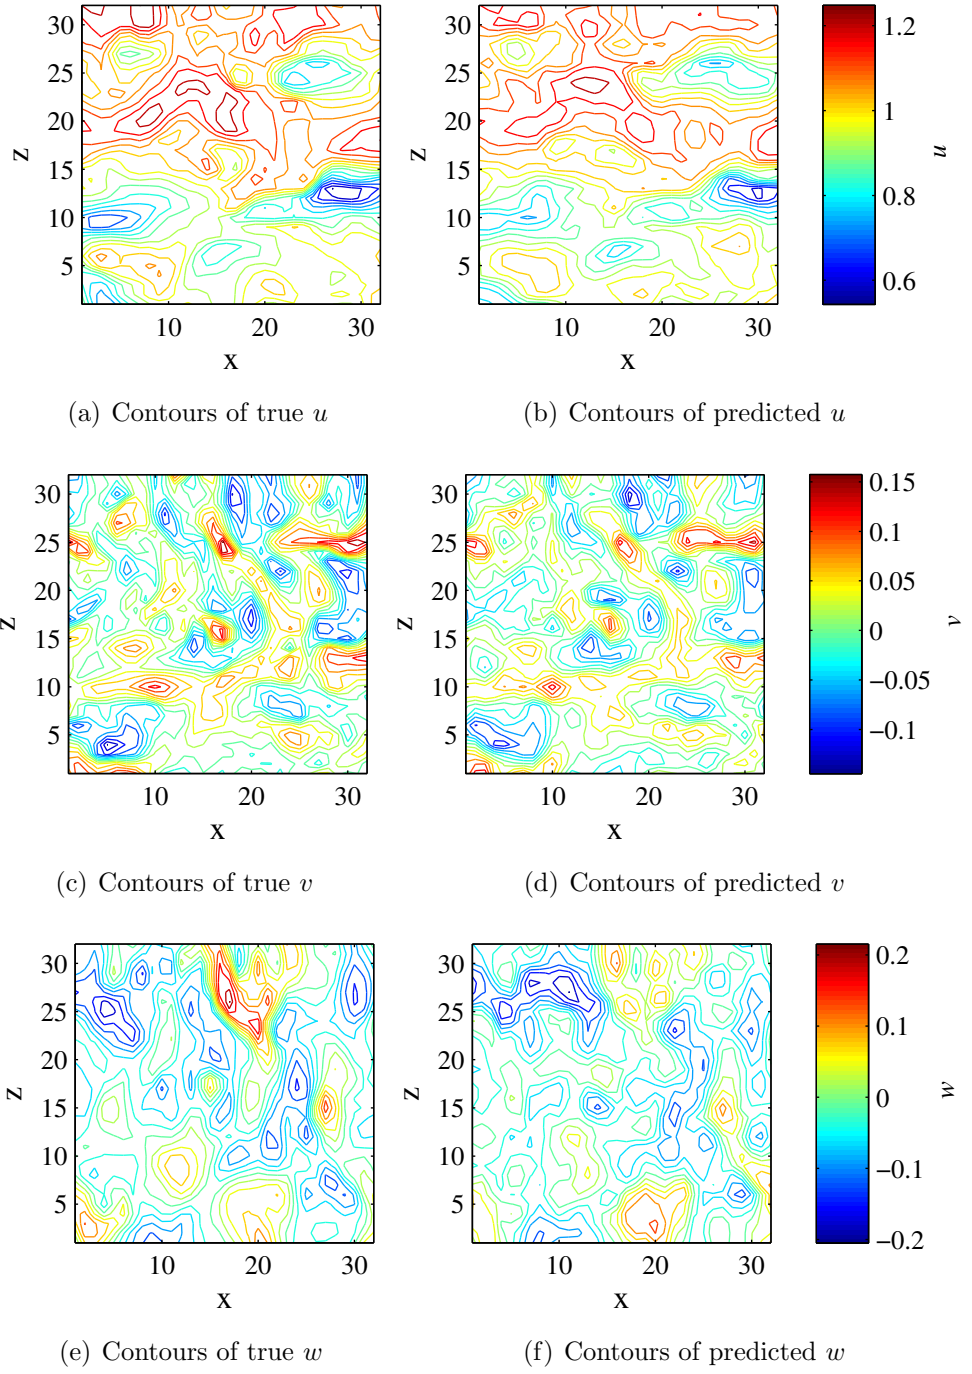 30
25
20
15
10
5
z
10 20 30
x
30
25
20
15
10
5
z
10 20 30
x
1.2
1
0.8
0.6
u
(a) Contours of true u
(b) Contours of predicted u
30
25
20
15
10
5
z
10 20 30
x
30
25
20
15
10
5
z
10 20 30
x
0.15
0.1
0.05
0
−0.05
−0.1
v
(c) Contours of true v
(d) Contours of predicted v
30
25
20
15
10
5
z
10 20 30
x
30
25
20
15
10
5
z
10 20 30
x
0.2
0.1
0
−0.1
−0.2
w
(e) Contours of true w
(f) Contours of predicted w